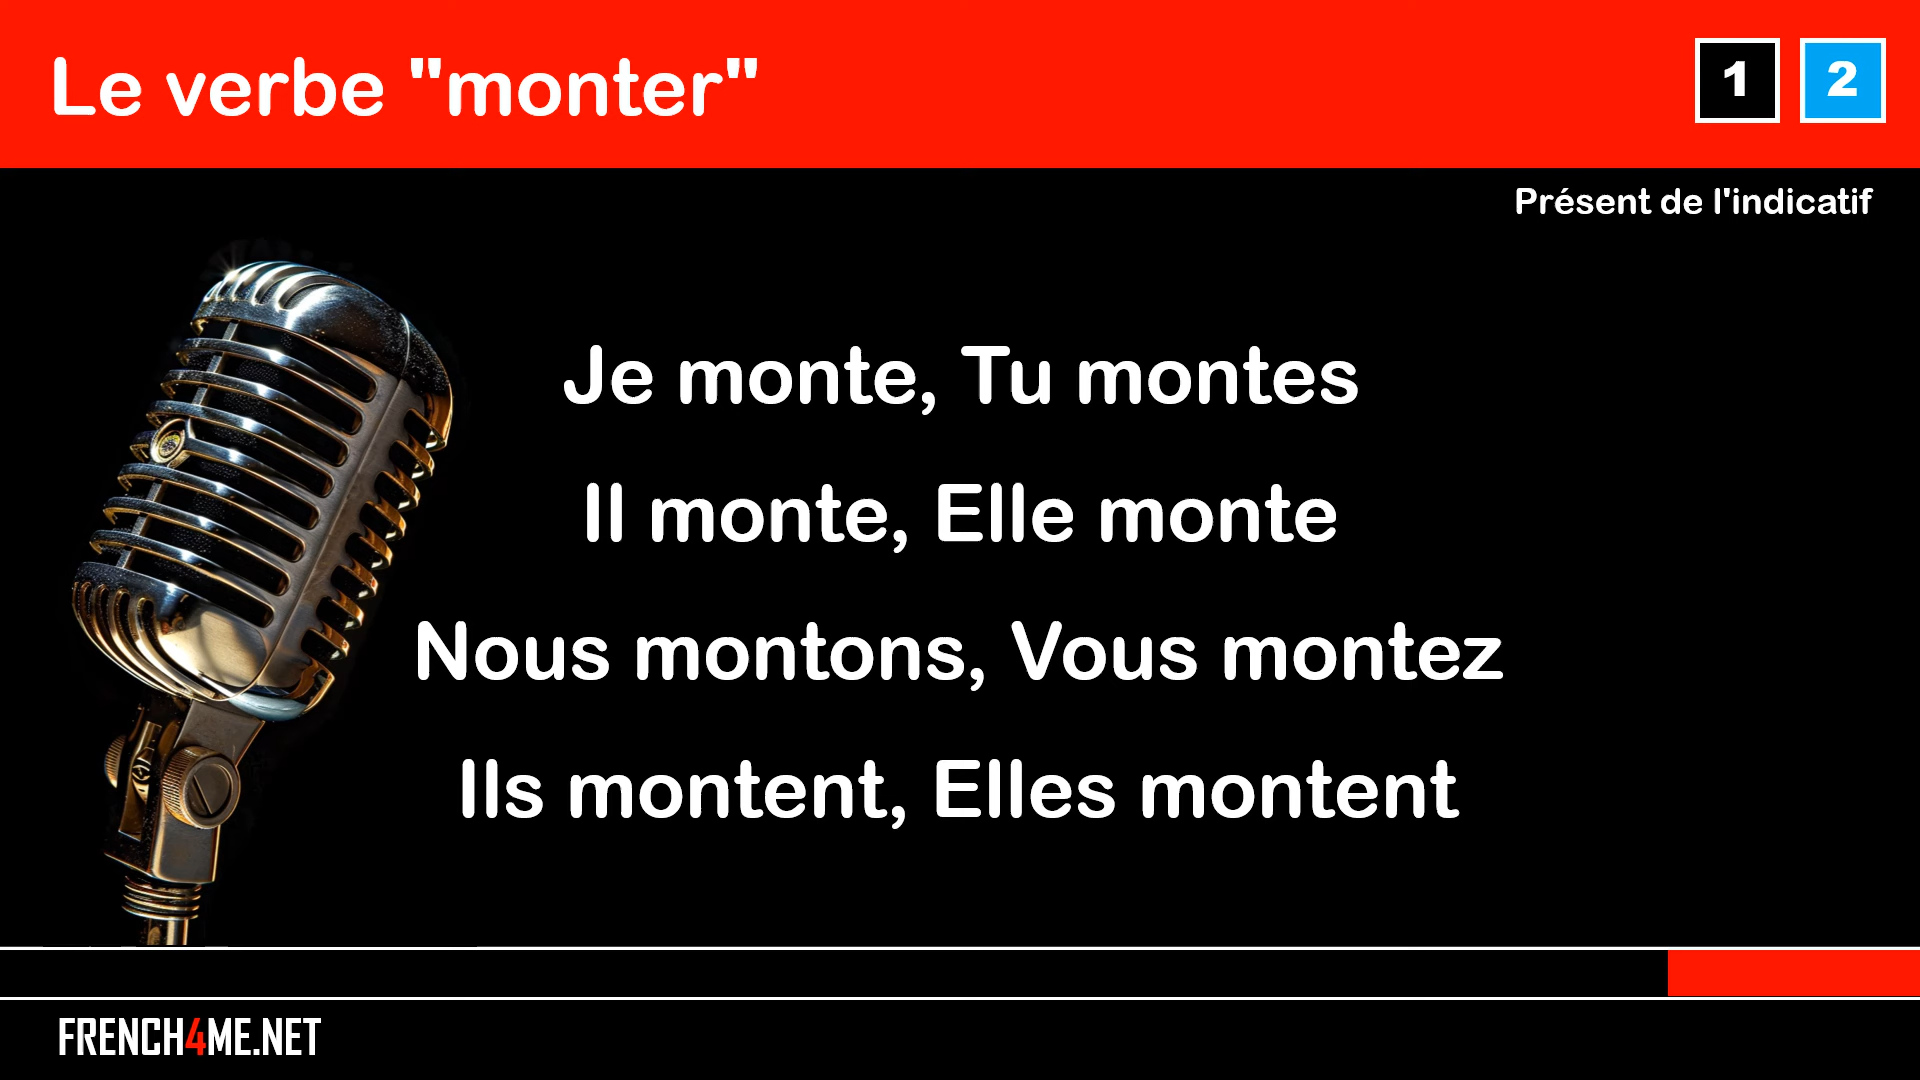 Le verbe "monter"
1 2
Présent de l'indicatif
Je monte, Tu montes
Il monte, Elle monte
Nous montons, Vous montez
Ils montent, Elles montent
FRENCH4ME.NET